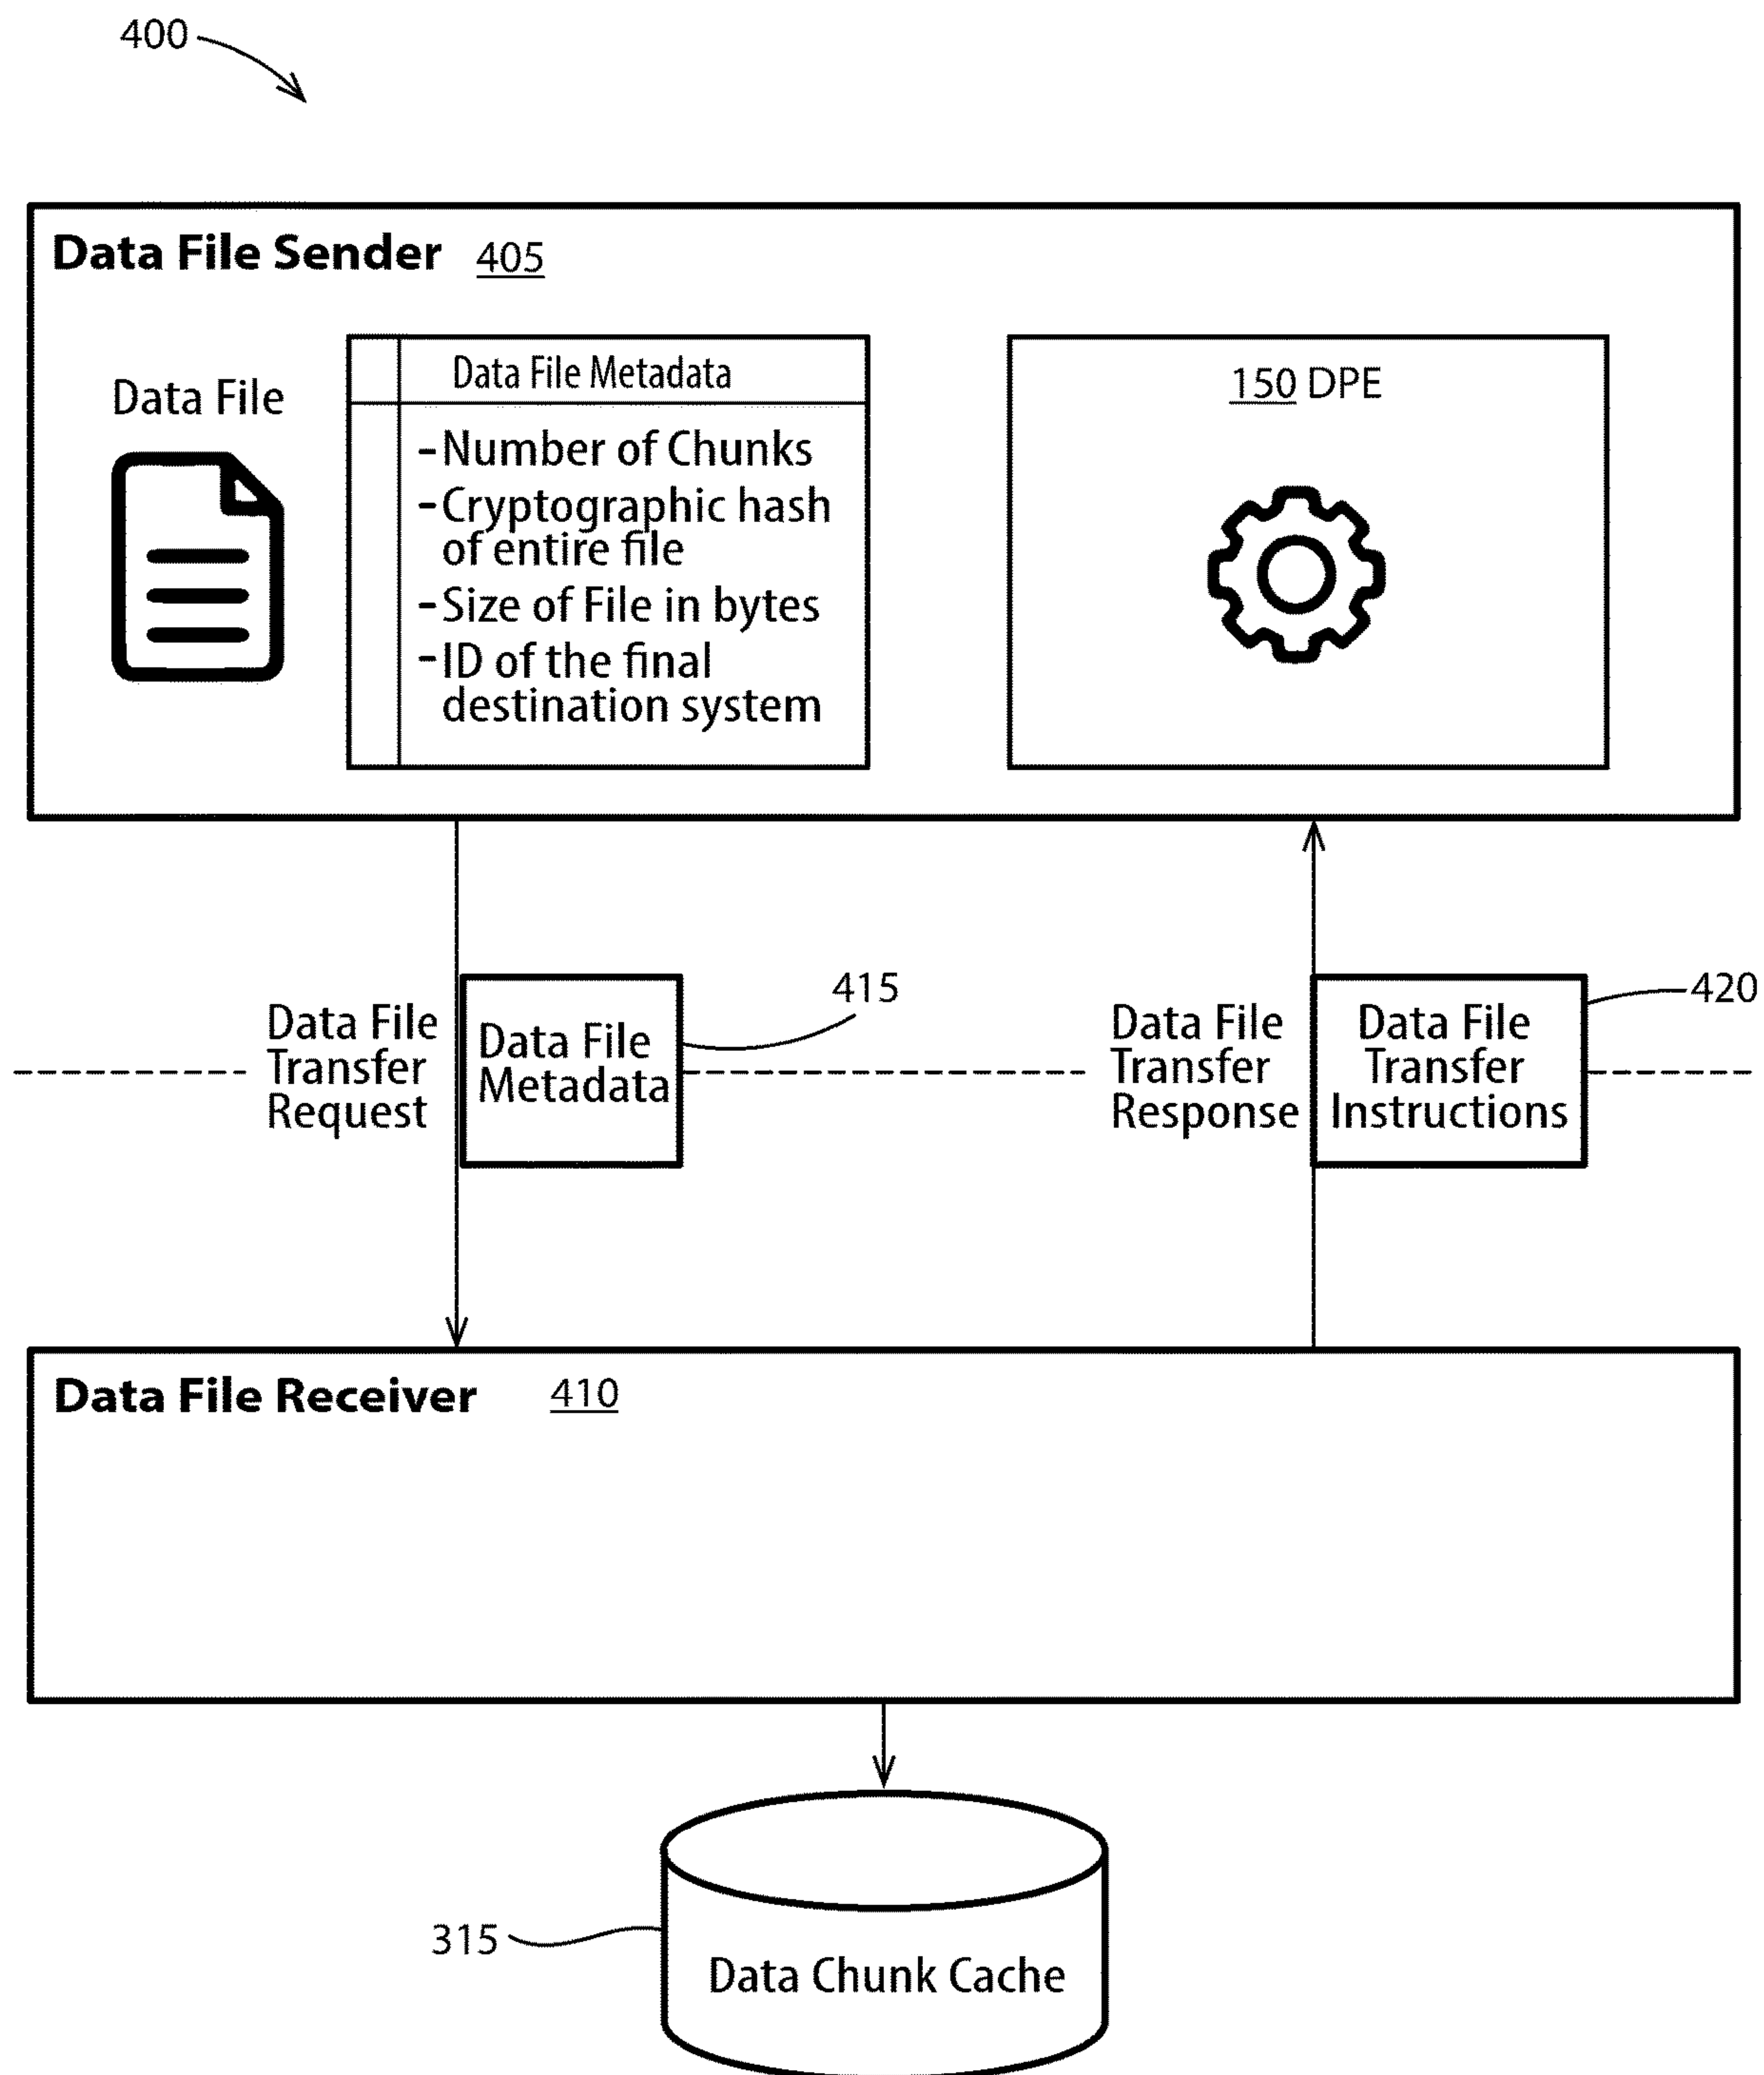 400
Data File Sender 405
Data File
Data File Metadata
-Number of Chunks
-Cryptographic hash
of entire file
-Size of File in bytes
-ID of the final
destination system
150 DPE
Data File
Transfer
Request
Data File
Metadata
415
Data File
Transfer
Response
Data File
Transfer
Instructions
420
Data File Receiver 410
315
Data Chunk Cache